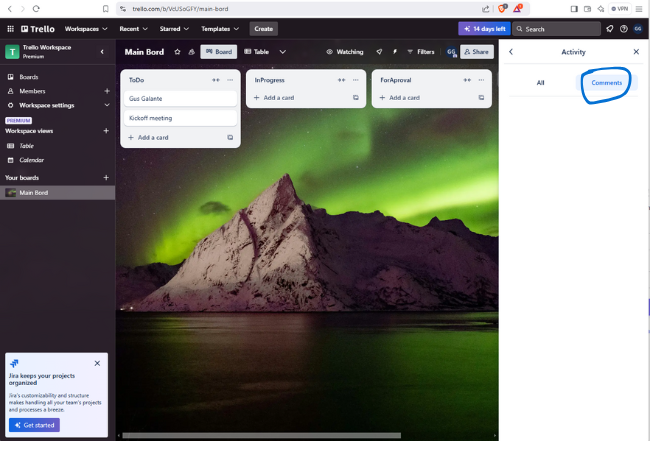 trello.com/b/VcUSoGFY/main-bord
VPN
Trello
Workspaces
Recent
Starred
Templates
Create
14 days left
Search
GG
Trello Workspace
Premium
Boards
Members
Workspace settings
PREMIUM
Workspace views
Table
Calendar
Your boards
Main Bord
Jira keeps your projects
organized
Jira's customizability and structure
makes handling all your team's projects
and processes a breeze.
Get started
Main Bord
Board
Table
Watching
Filters
GG
Share
ToDo
Gus Galante
Kickoff meeting
+ Add a card
InProgress
+ Add a card
ForAproval
+ Add a card
Activity
All
Comments